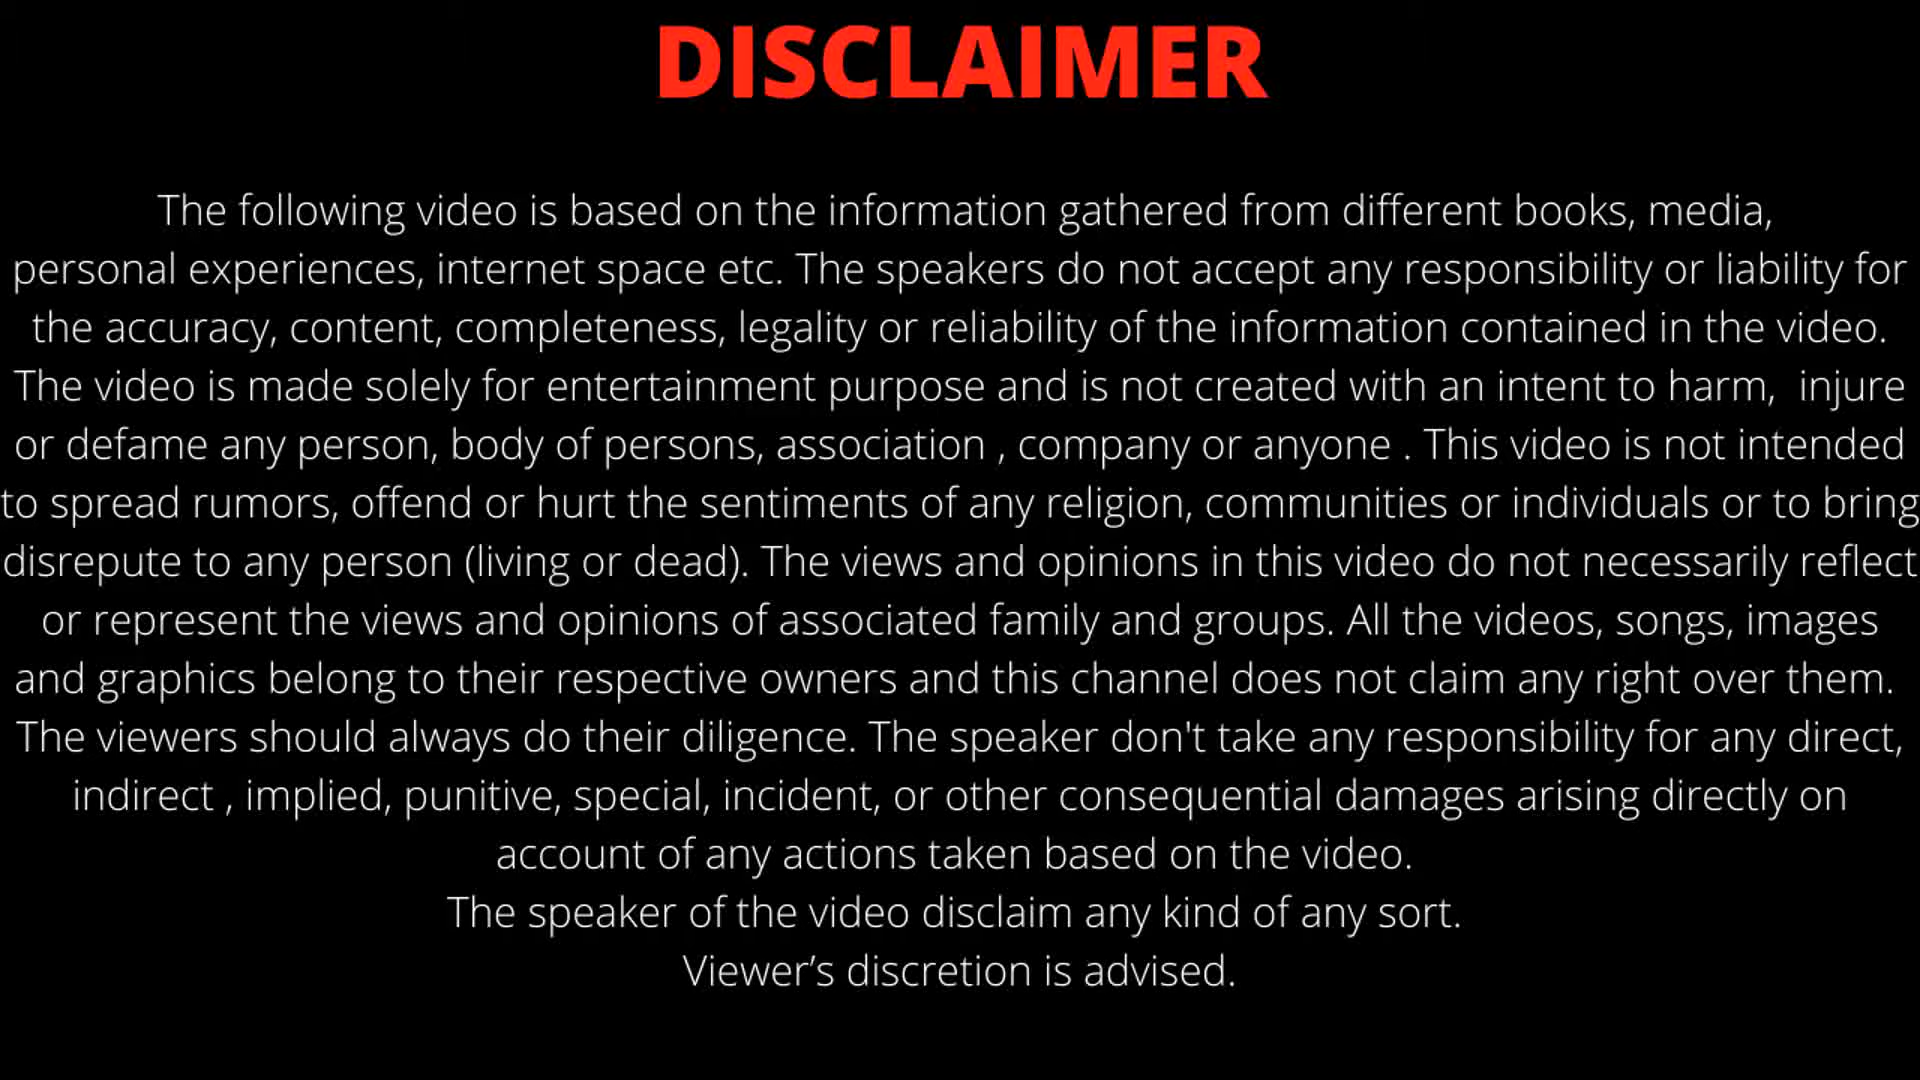 DISCLAIMER
The following video is based on the information gathered from different books, media,
personal experiences, internet space etc. The speakers do not accept any responsibility or liability for
the accuracy, content, completeness, legality or reliability of the information contained in the video.
The video is made solely for entertainment purpose and is not created with an intent to harm,  injure
or defame any person, body of persons, association , company or anyone . This video is not intended
to spread rumors, offend or hurt the sentiments of any religion, communities or individuals or to bring
disrepute to any person (living or dead). The views and opinions in this video do not necessarily reflect
or represent the views and opinions of associated family and groups. All the videos, songs, images
and graphics belong to their respective owners and this channel does not claim any right over them.
The viewers should always do their diligence. The speaker don't take any responsibility for any direct,
indirect , implied, punitive, special, incident, or other consequential damages arising directly on
account of any actions taken based on the video.
The speaker of the video disclaim any kind of any sort.
Viewer’s discretion is advised.